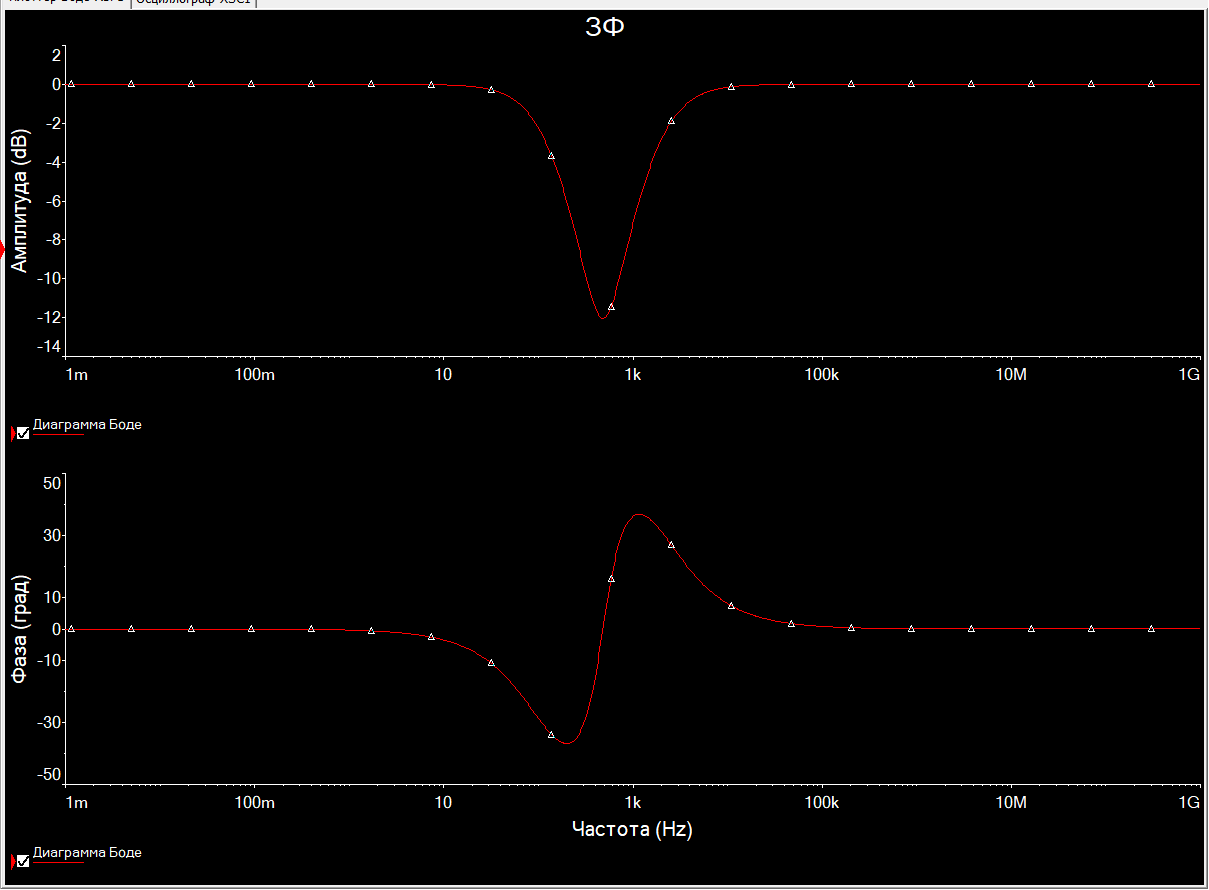 Осциллограф-XSC1
ЗФ
Амплитуда (dB)
2
0
-2
-4
-6
-8
-10
-12
-14
1m 100m 10 1k 100k 10M 1G
Диаграмма Боде
Фаза (град)
50
30
10
0
-10
-30
-50
1m 100m 10 1k 100k 10M 1G
Частота (Hz)
Диаграмма Боде